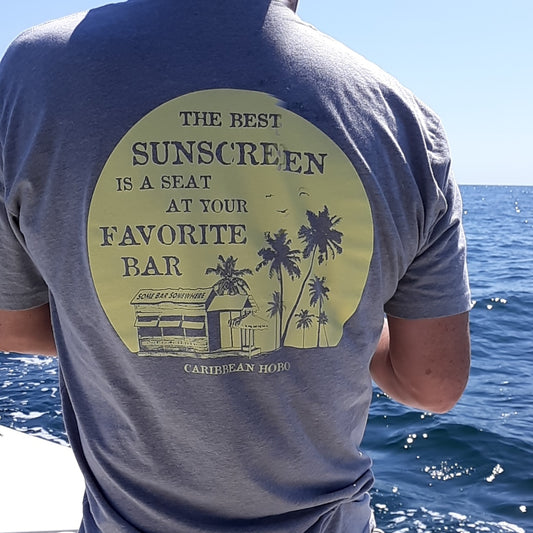 THE BEST
SUNSCREEN
IS A SEAT
AT YOUR
FAVORITE
BAR
SOME BAR SOMEWHERE
CARIBBEAN HOBO